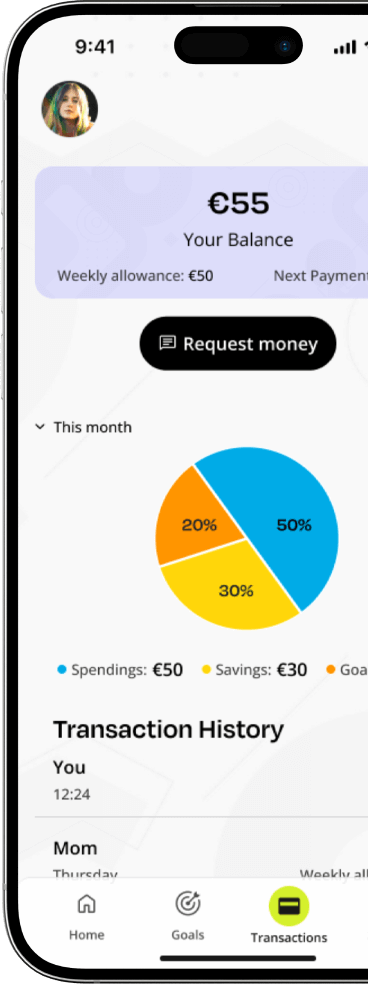 9:41
€55
Your Balance
Weekly allowance: €50 Next Payment
Request money
This month
20% 50%
30%
Spendings: €50 Savings: €30 Goa
Transaction History
You
12:24
Mom
Thursday Weekly all
Home Goals Transactions